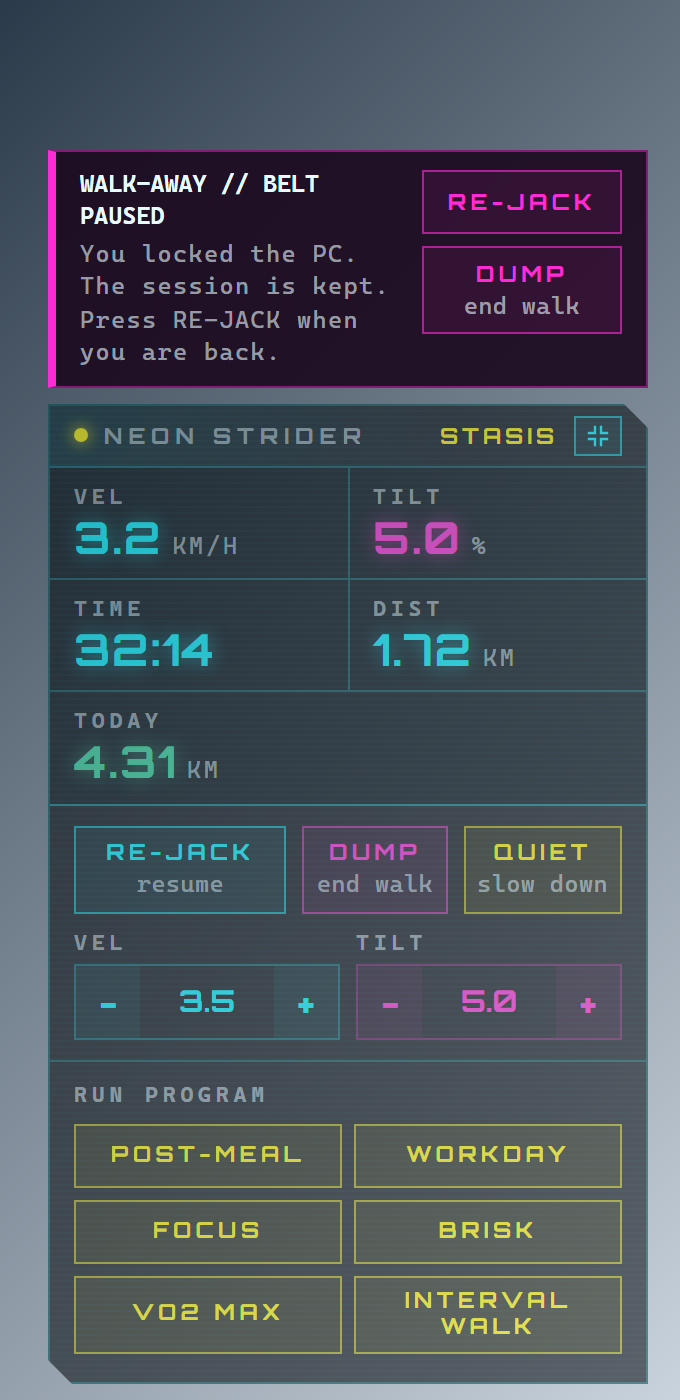 WALK-AWAY // BELT
PAUSED
You locked the PC.
The session is kept.
Press RE-JACK when
you are back.
RE-JACK
DUMP
end walk
NEON STRIDER
STASIS
VEL
3.2 KM/H
TILT
5.0 %
TIME
32:14
DIST
1.72 KM
TODAY
4.31 KM
RE-JACK
resume
DUMP
end walk
QUIET
slow down
VEL
- 3.5 +
TILT
- 5.0 +
RUN PROGRAM
POST-MEAL
WORKDAY
FOCUS
BRISK
VO2 MAX
INTERVAL
WALK